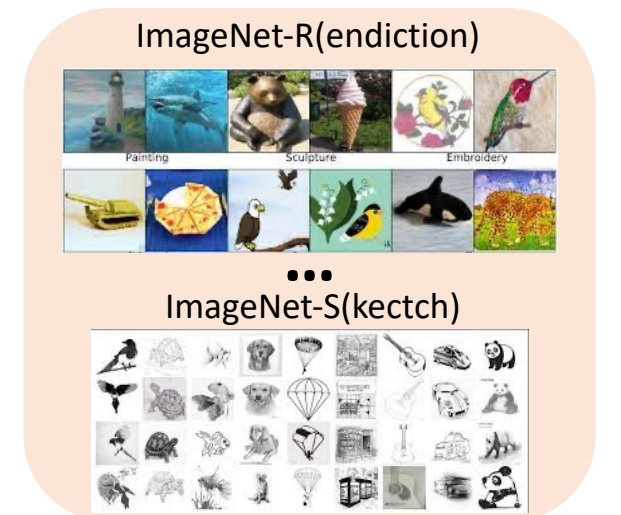 ImageNet-R(endiction)
Painting Sculpture Embroidery
...
ImageNet-S(kectch)